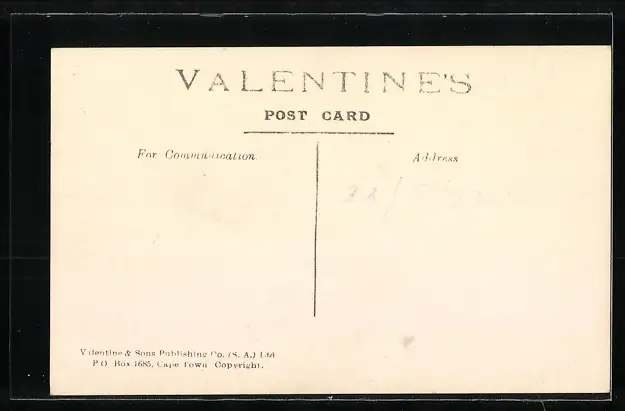 VALENTINE'S
POST CARD
For Communication.
Address
Valentine & Sons Publishing Co. (S. A.) Ltd
P O Box 1685, Cape Town Copyright.